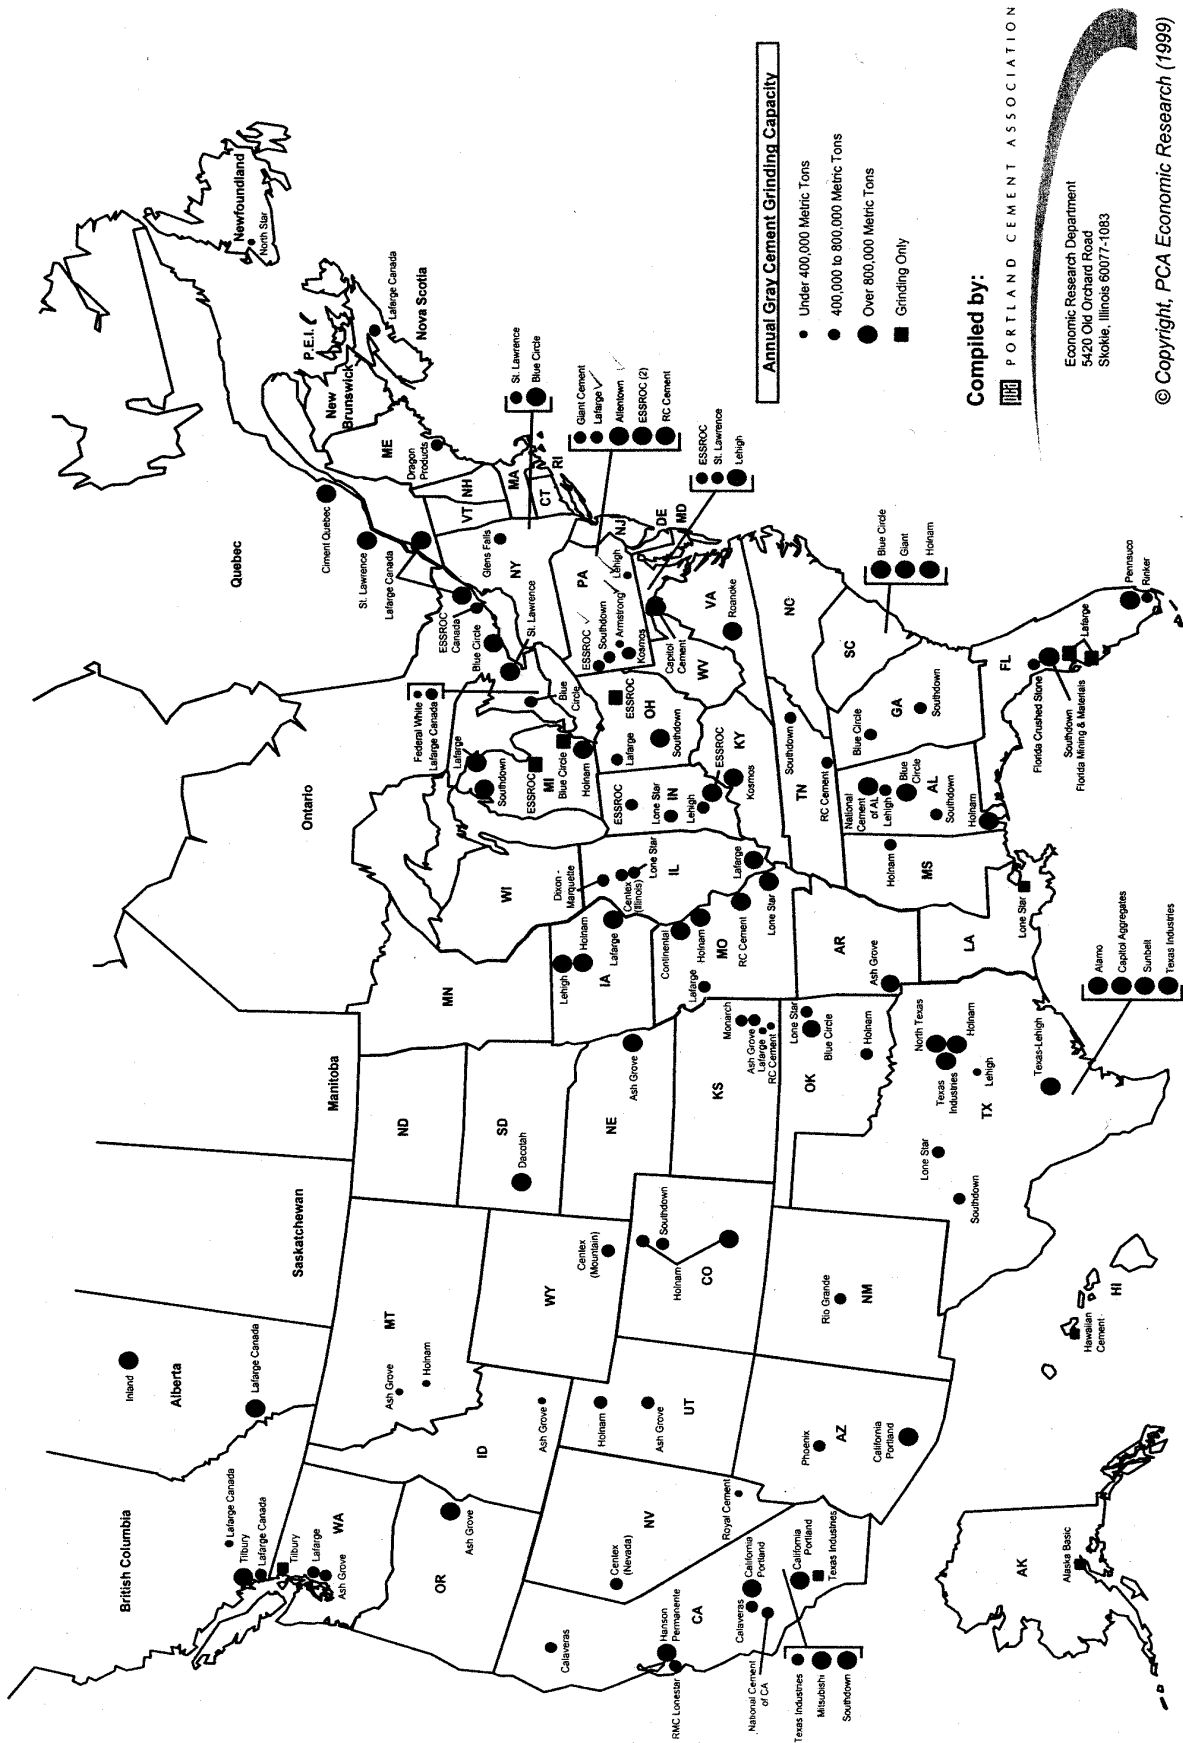 British Columbia
Alberta
Saskatchewan
Manitoba
Ontario
Quebec
Newfoundland
North Star
P.E.I.
New
Brunswick
Nova Scotia
Lafarge Canada
Inland
Lafarge Canada
Lafarge Canada
Tilbury
Lafarge Canada
Tilbury
Lafarge
Ash Grove
WA
OR
Ash Grove
ID
Ash Grove
MT
Ash Grove
Holnam
WY
Centex
(Mountain)
ND
SD
Dacotah
NE
Ash Grove
KS
Monarch
Ash Grove
Lafarge
RC Cement
MN
WI
IA
Lehigh
Holnam
Lafarge
MO
Continental
Holnam
RC Cement
Lone Star
Lafarge
IL
Dixon -
Marquette
Centex
(Illinois)
Lone Star
Lafarge
MI
Federal White
Lafarge Canada
Lafarge
Southdown
ESSROC
Blue Circle
Holnam
Blue
Circle
IN
ESSROC
Lone Star
Lehigh
ESSROC
OH
Lafarge
ESSROC
Southdown
KY
Kosmos
TN
Southdown
RC Cement
WV
Capitol
Cement
VA
Roanoke
NC
SC
Blue Circle
Giant
Holnam
GA
Blue Circle
Southdown
FL
Florida Crushed Stone
Southdown
Florida Mining & Materials
Lafarge
Pennsuco
Rinker
AL
National
Cement
of AL
Lehigh
Blue
Circle
Southdown
Holnam
MS
Holnam
LA
Lone Star
AR
Ash Grove
OK
Lone Star
Blue Circle
Holnam
TX
North Texas
Holnam
Texas
Industries
Lehigh
Texas-Lehigh
Lone Star
Southdown
Alamo
Capitol Aggregates
Sunbelt
Texas Industries
NM
Rio Grande
CO
Holnam
Southdown
UT
Holnam
Ash Grove
AZ
Phoenix
California
Portland
NV
Centex
(Nevada)
Royal Cement
CA
Calaveras
Hanson
Permanente
RMC Lonestar
Calaveras
California
Portland
National Cement
of CA
California
Portland
Texas Industries
Texas Industries
Mitsubishi
Southdown
AK
Alaska Basic
HI
Hawaiian
Cement
Ciment Quebec
St. Lawrence
Lafarge Canada
ESSROC
Canada
Blue Circle
St. Lawrence
ME
Dragon
Products
NH
VT
MA
CT
RI
NY
Glens Falls
St. Lawrence
Blue Circle
PA
ESSROC
Southdown
Armstrong
Kosmos
Lehigh
NJ
DE
MD
Giant Cement
Lafarge
Allentown
ESSROC (2)
RC Cement
ESSROC
St. Lawrence
Lehigh
Annual Gray Cement Grinding Capacity
Under 400,000 Metric Tons
400,000 to 800,000 Metric Tons
Over 800,000 Metric Tons
Grinding Only
Compiled by:
PORTLAND CEMENT ASSOCIATION
Economic Research Department
5420 Old Orchard Road
Skokie, Illinois 60077-1083
© Copyright, PCA Economic Research (1999)